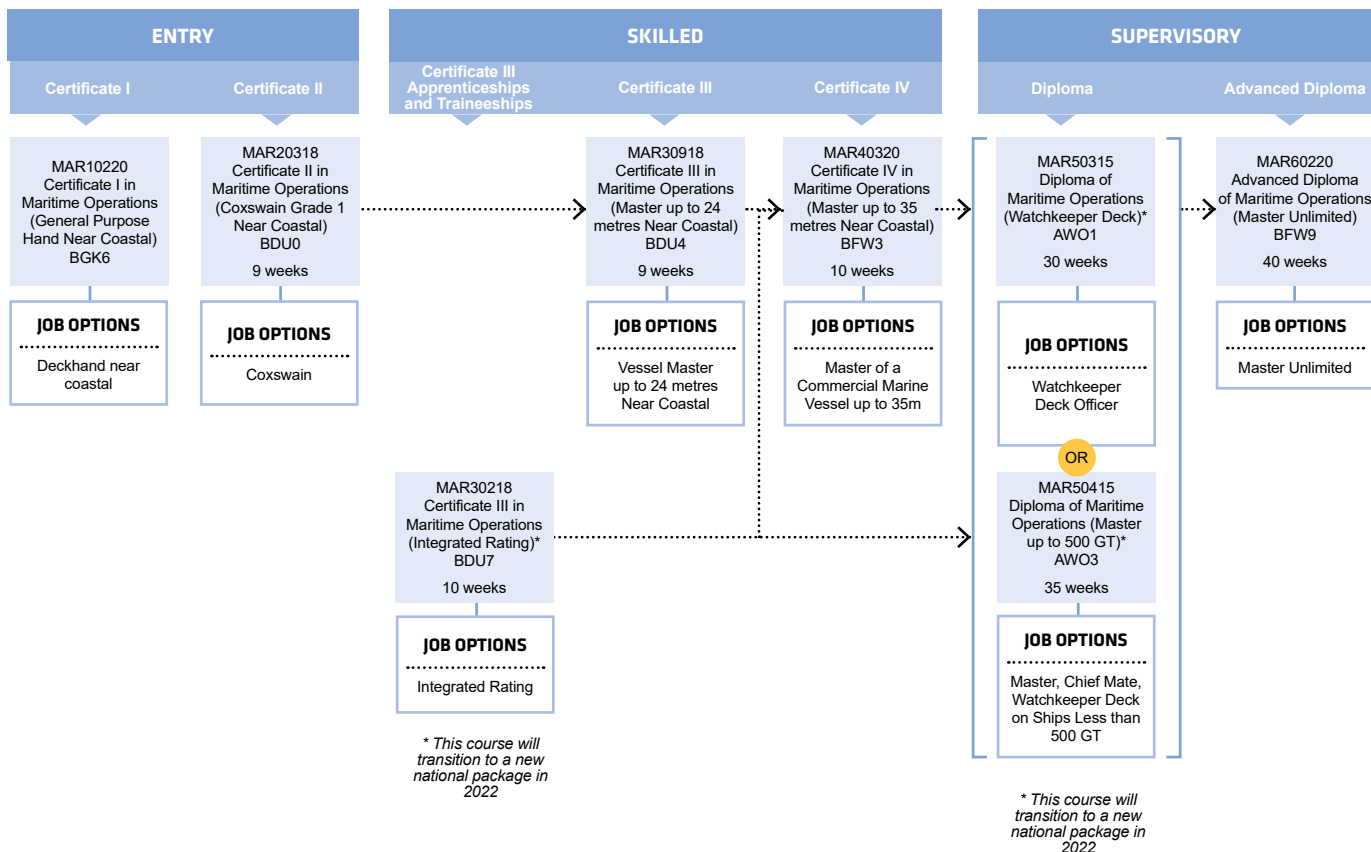 ENTRY
SKILLED
SUPERVISORY
Certificate I
Certificate II
Certificate III
Apprenticeships
and Traineeships
Certificate III
Certificate IV
Diploma
Advanced Diploma
MAR10220
Certificate I in
Maritime Operations
(General Purpose
Hand Near Coastal)
BGK6
JOB OPTIONS
Deckhand near
coastal
MAR20318
Certificate II in
Maritime Operations
(Coxswain Grade 1
Near Coastal)
BDU0
9 weeks
JOB OPTIONS
Coxswain
MAR30218
Certificate III in
Maritime Operations
(Integrated Rating)*
BDU7
10 weeks
JOB OPTIONS
Integrated Rating
* This course will
transition to a new
national package in
2022
MAR30918
Certificate III in
Maritime Operations
(Master up to 24
metres Near Coastal)
BDU4
9 weeks
JOB OPTIONS
Vessel Master
up to 24 metres
Near Coastal
MAR40320
Certificate IV in
Maritime Operations
(Master up to 35
metres Near Coastal)
BFW3
10 weeks
JOB OPTIONS
Master of a
Commercial Marine
Vessel up to 35m
MAR50315
Diploma of
Maritime Operations
(Watchkeeper Deck)*
AWO1
30 weeks
JOB OPTIONS
Watchkeeper
Deck Officer
OR
MAR50415
Diploma of Maritime
Operations (Master
up to 500 GT)*
AWO3
35 weeks
JOB OPTIONS
Master, Chief Mate,
Watchkeeper Deck
on Ships Less than
500 GT
* This course will
transition to a new
national package in
2022
MAR60220
Advanced Diploma
of Maritime Operations
(Master Unlimited)
BFW9
40 weeks
JOB OPTIONS
Master Unlimited